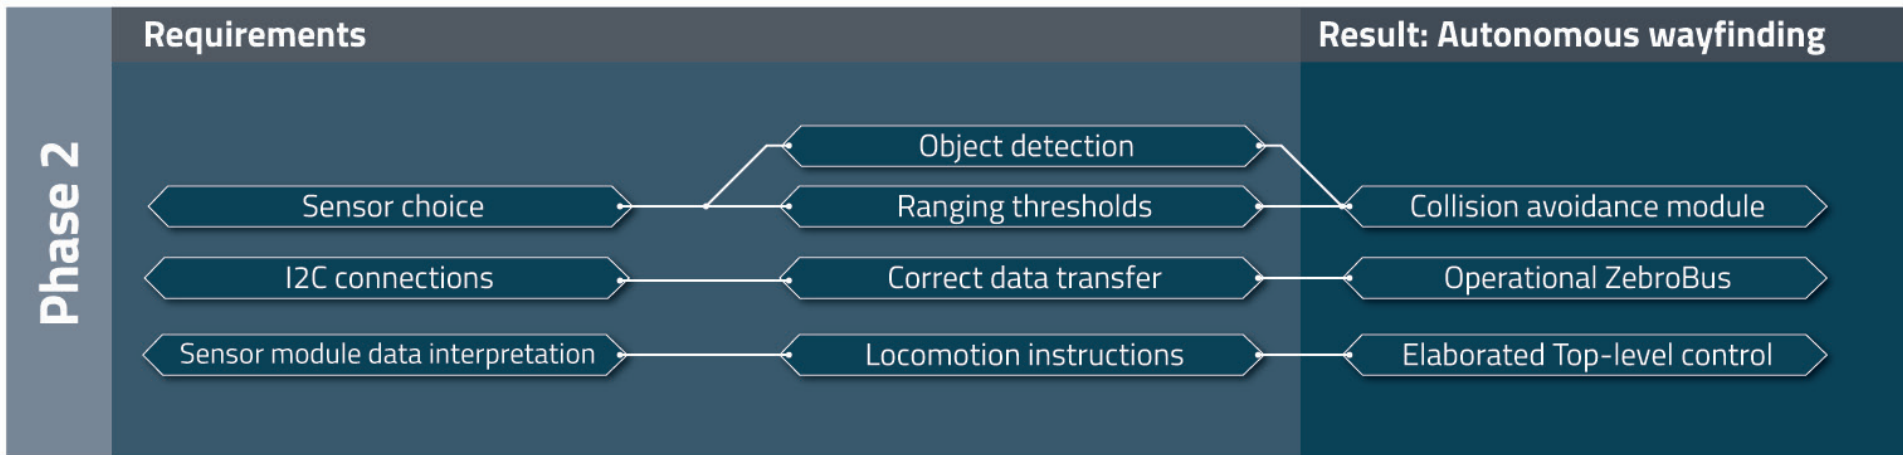 Phase 2
Requirements
Result: Autonomous wayfinding
Object detection
Sensor choice
Ranging thresholds
Collision avoidance module
I2C connections
Correct data transfer
Operational ZebroBus
Sensor module data interpretation
Locomotion instructions
Elaborated Top-level control